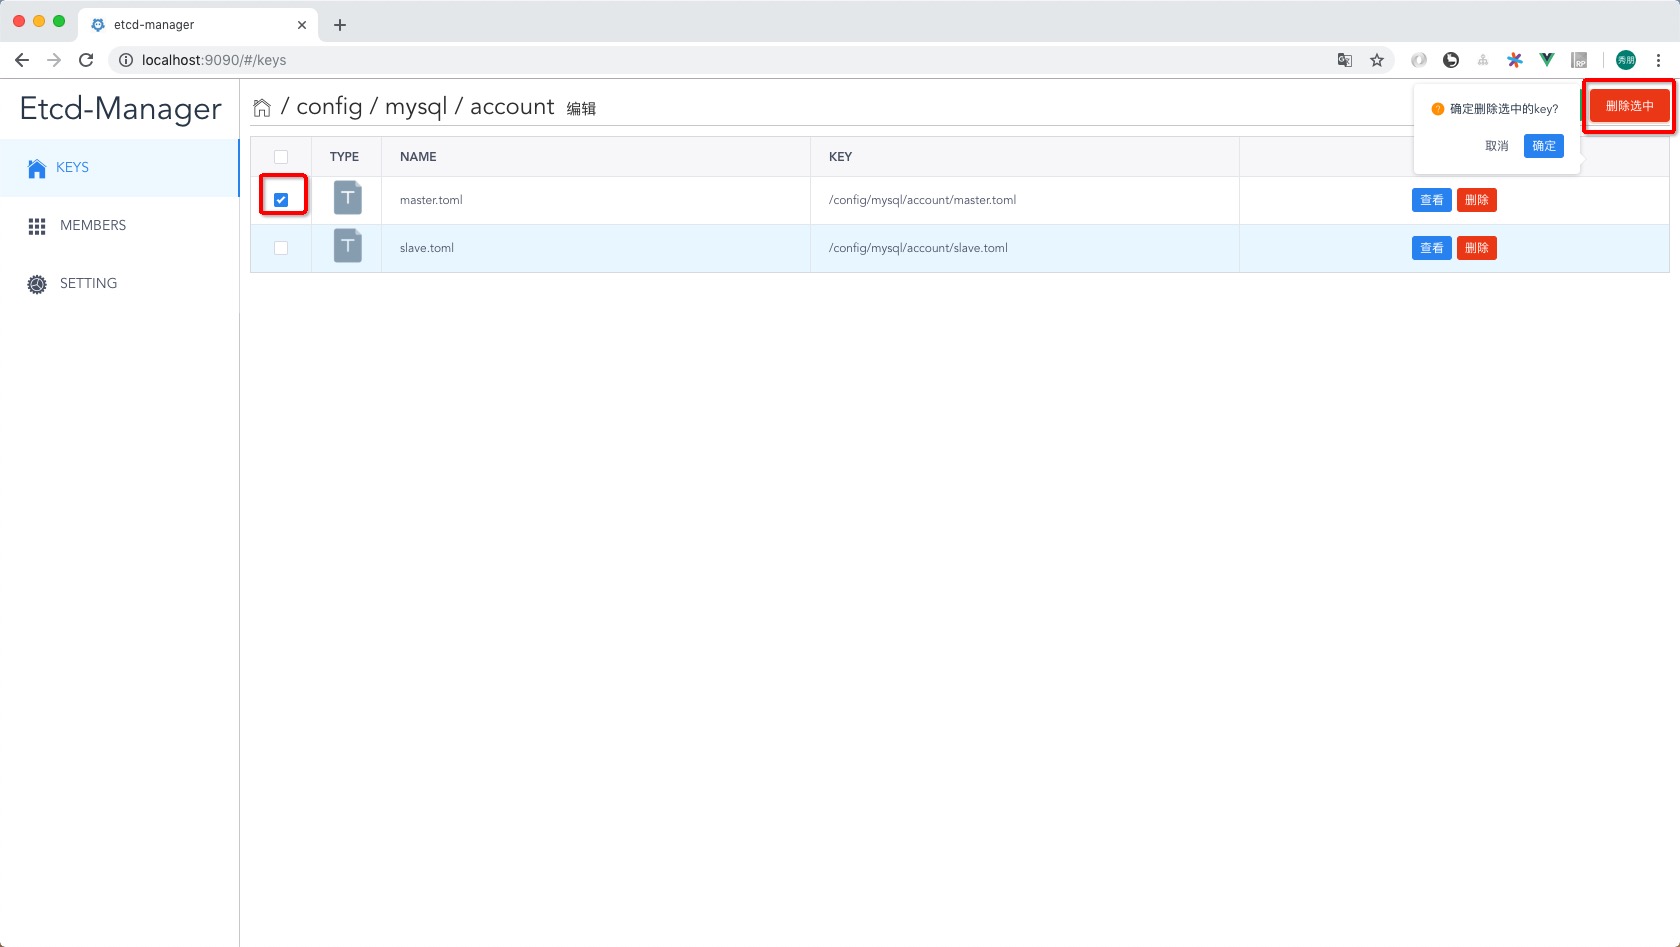 etcd-manager
localhost:9090/#/keys
秀朋
Etcd-Manager
KEYS
MEMBERS
SETTING
/ config / mysql / account 编辑
确定删除选中的key?
取消 确定
删除选中
TYPE NAME KEY
T master.toml /config/mysql/account/master.toml 查看 删除
T slave.toml /config/mysql/account/slave.toml 查看 删除